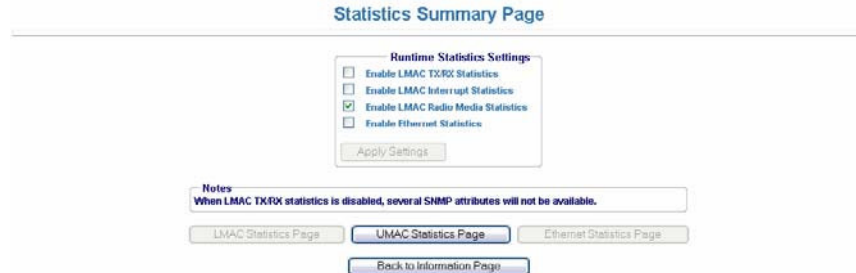 Statistics Summary Page
Runtime Statistics Settings
Enable LMAC TX/RX Statistics
Enable LMAC Interrupt Statistics
Enable LMAC Radio Media Statistics
Enable Ethernet Statistics
Apply Settings
Notes
When LMAC TX/RX statistics is disabled, several SNMP attributes will not be available.
LMAC Statistics Page UMAC Statistics Page Ethernet Statistics Page
Back to Information Page